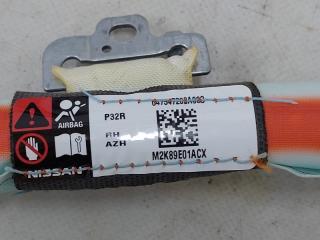 P32R
RH
AZH
AIRBAG
M2K89E01ACX
NISSAN